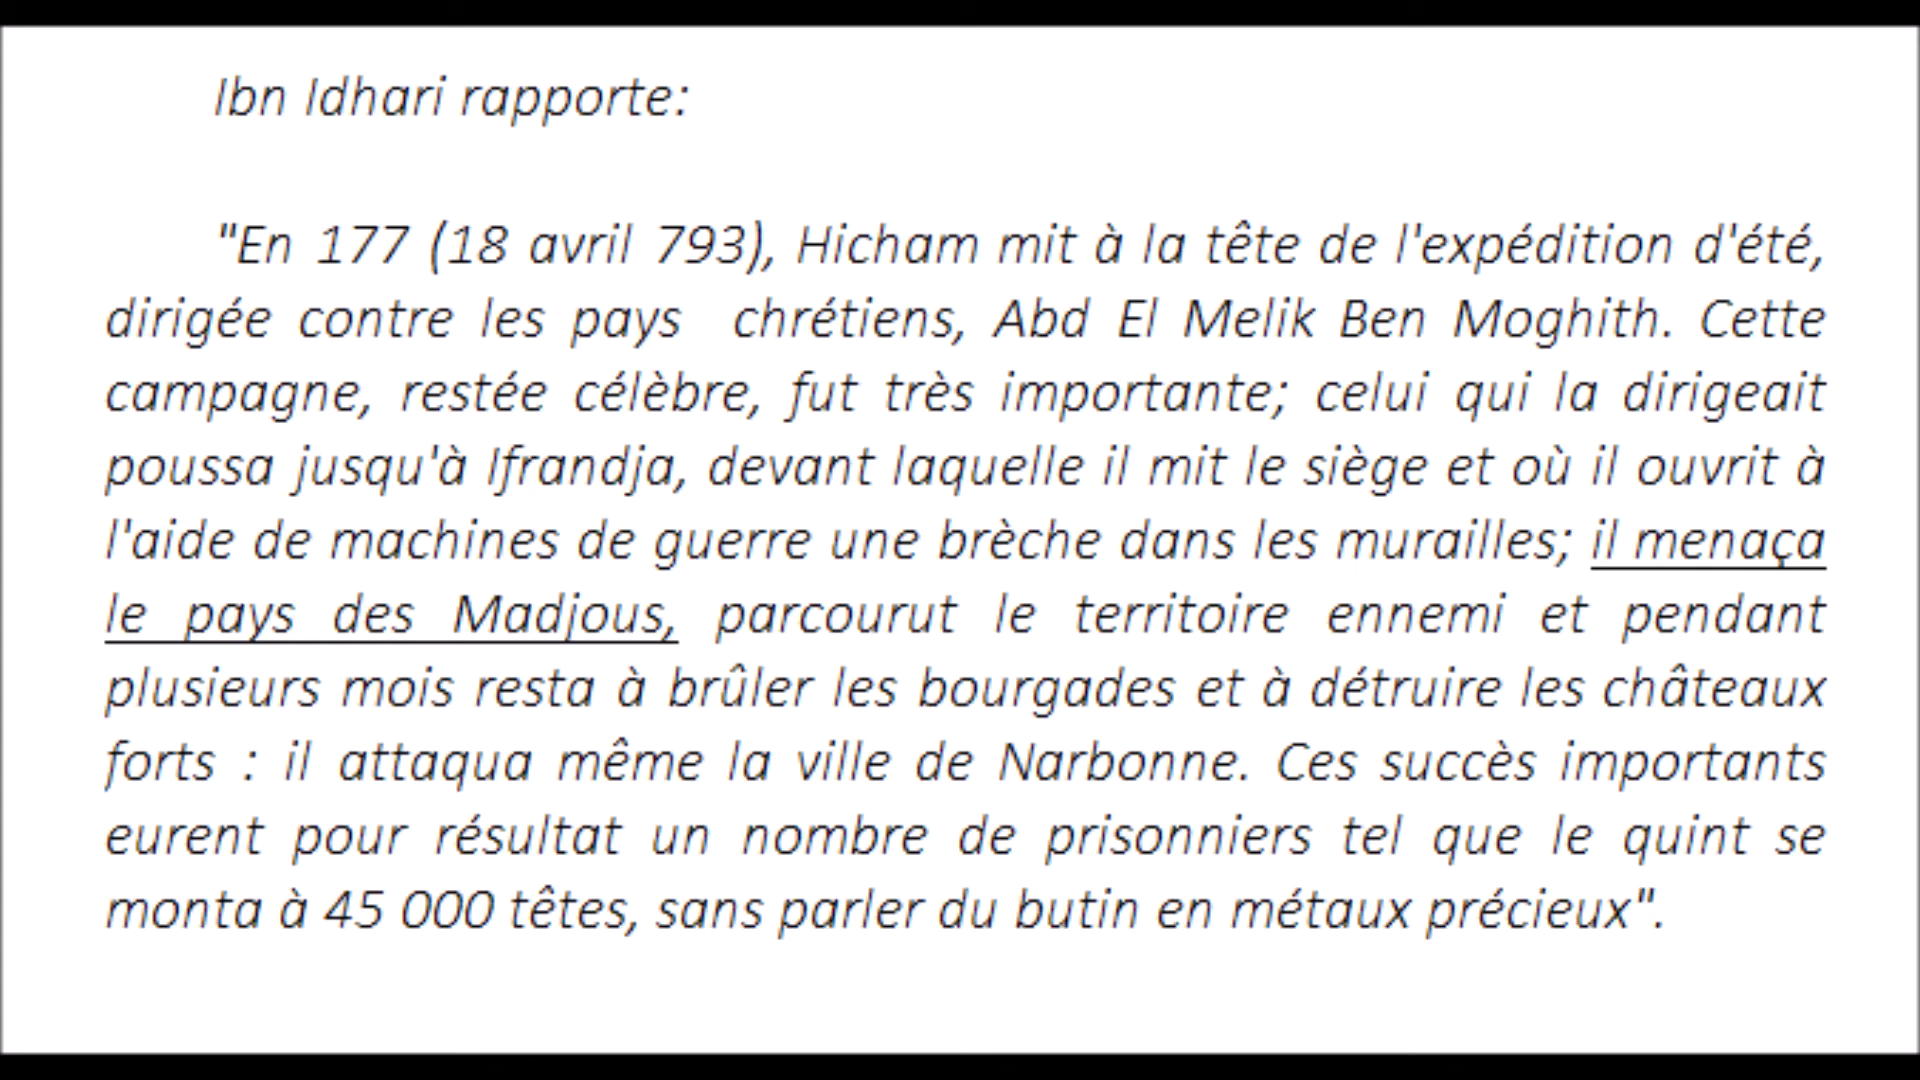 Ibn Idhari rapporte:
"En 177 (18 avril 793), Hicham mit à la tête de l'expédition d'été,
dirigée contre les pays chrétiens, Abd El Melik Ben Moghith. Cette
campagne, restée célèbre, fut très importante; celui qui la dirigeait
poussa jusqu'à Ifrandja, devant laquelle il mit le siège et où il ouvrit à
l'aide de machines de guerre une brèche dans les murailles; il menaça
le pays des Madjous, parcourut le territoire ennemi et pendant
plusieurs mois resta à brûler les bourgades et à détruire les châteaux
forts : il attaqua même la ville de Narbonne. Ces succès importants
eurent pour résultat un nombre de prisonniers tel que le quint se
monta à 45 000 têtes, sans parler du butin en métaux précieux".